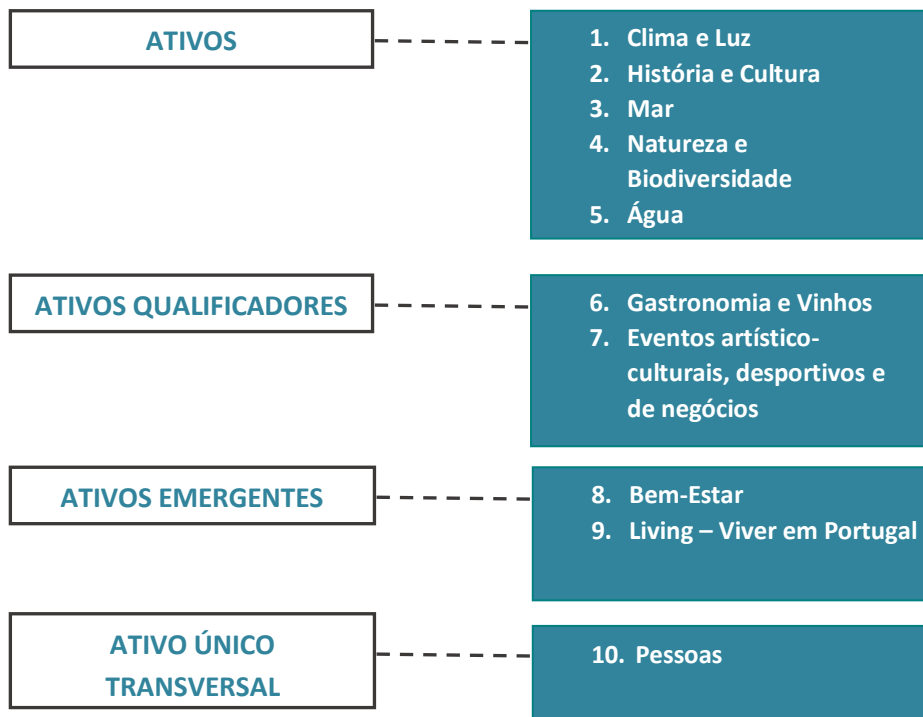 ATIVOS
1. Clima e Luz
2. História e Cultura
3. Mar
4. Natureza e
Biodiversidade
5. Água
ATIVOS QUALIFICADORES
6. Gastronomia e Vinhos
7. Eventos artístico-
culturais, desportivos e
de negócios
ATIVOS EMERGENTES
8. Bem-Estar
9. Living – Viver em Portugal
ATIVO ÚNICO
TRANSVERSAL
10. Pessoas